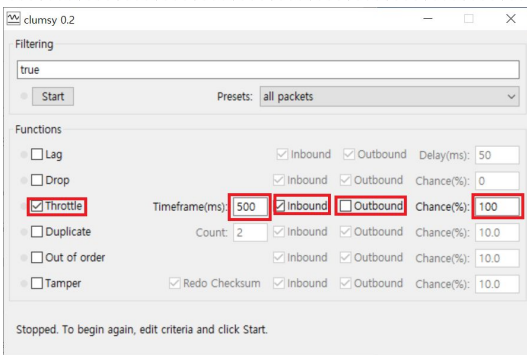 clumsy 0.2
Filtering
true
Start Presets: all packets
Functions
Lag Inbound Outbound Delay(ms): 50
Drop Inbound Outbound Chance(%): 0
Throttle Timeframe(ms): 500 Inbound Outbound Chance(%): 100
Duplicate Count: 2 Inbound Outbound Chance(%): 10.0
Out of order Inbound Outbound Chance(%): 10.0
Tamper Redo Checksum Inbound Outbound Chance(%): 10.0
Stopped. To begin again, edit criteria and click Start.